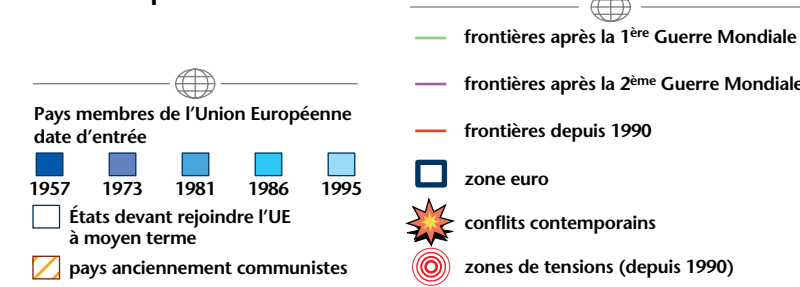 Pays membres de l'Union Européenne
date d'entrée
1957 1973 1981 1986 1995
États devant rejoindre l'UE
à moyen terme
pays anciennement communistes
frontières après la 1ère Guerre Mondiale
frontières après la 2ème Guerre Mondiale
frontières depuis 1990
zone euro
conflits contemporains
zones de tensions (depuis 1990)